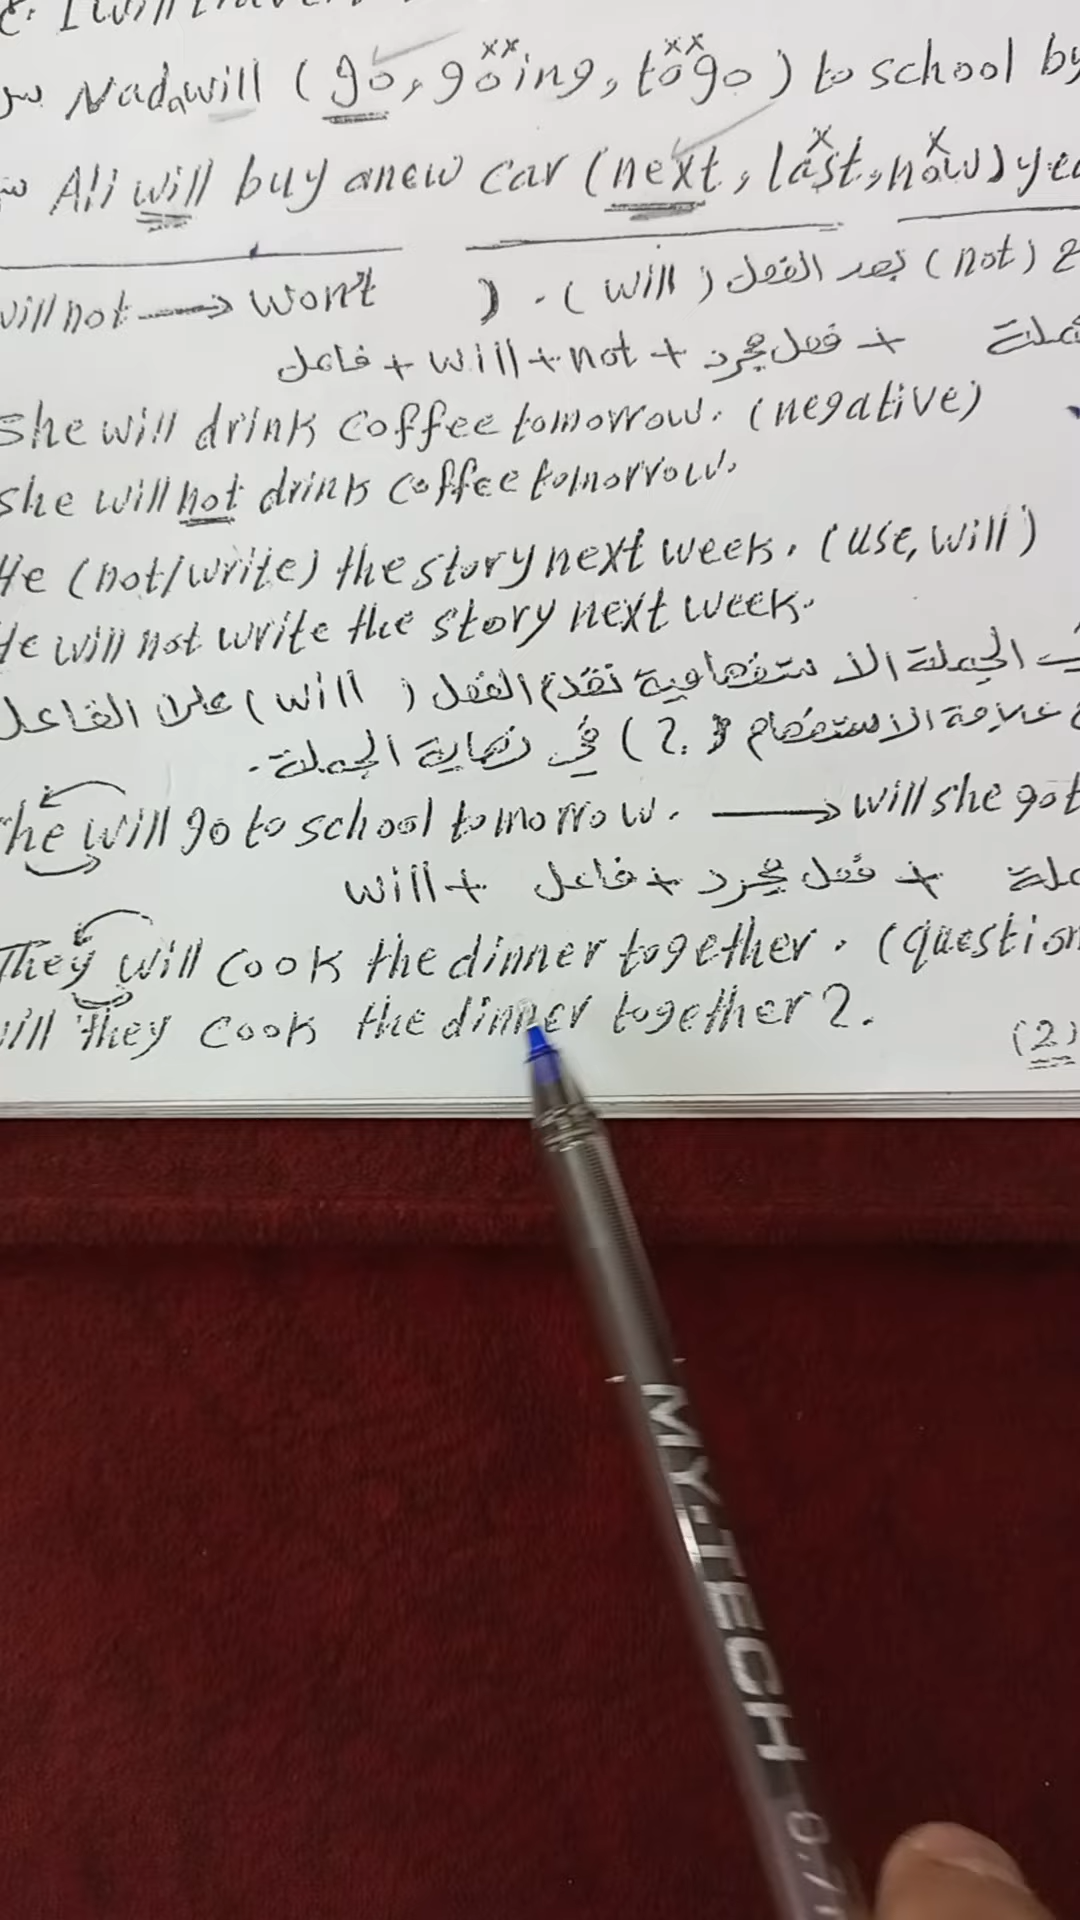 Nada will (go, going, to go) to school by
Ali will buy a new car (next, last, now) yea
2 (not) بعد الفعل (will) . (
will not → won't
فاعل + will + not + فعل مجرد +
she will drink coffee tomorrow. (negative)
she will not drink coffee tomorrow.
He (not/write) the story next week. (use, will)
He will not write the story next week.
الجملة الاستفهامية نقدم الفعل (will) على الفاعل
علامة الاستفهام (?) في نهاية الجملة.
she will go to school tomorrow. → will she go t
will + فاعل + فعل مجرد +
They will cook the dinner together. (question
will they cook the dinner together?.
(2)
MY-TECH 0.7